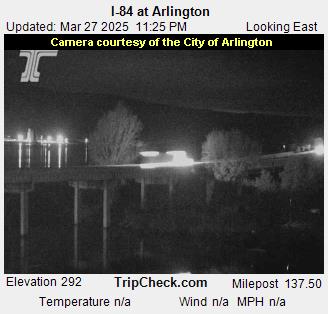 I-84 at Arlington
Updated: Mar 27 2025 11:25 PM Looking East
Camera courtesy of the City of Arlington
Elevation 292 TripCheck.com Milepost 137.50
Temperature n/a Wind n/a MPH n/a